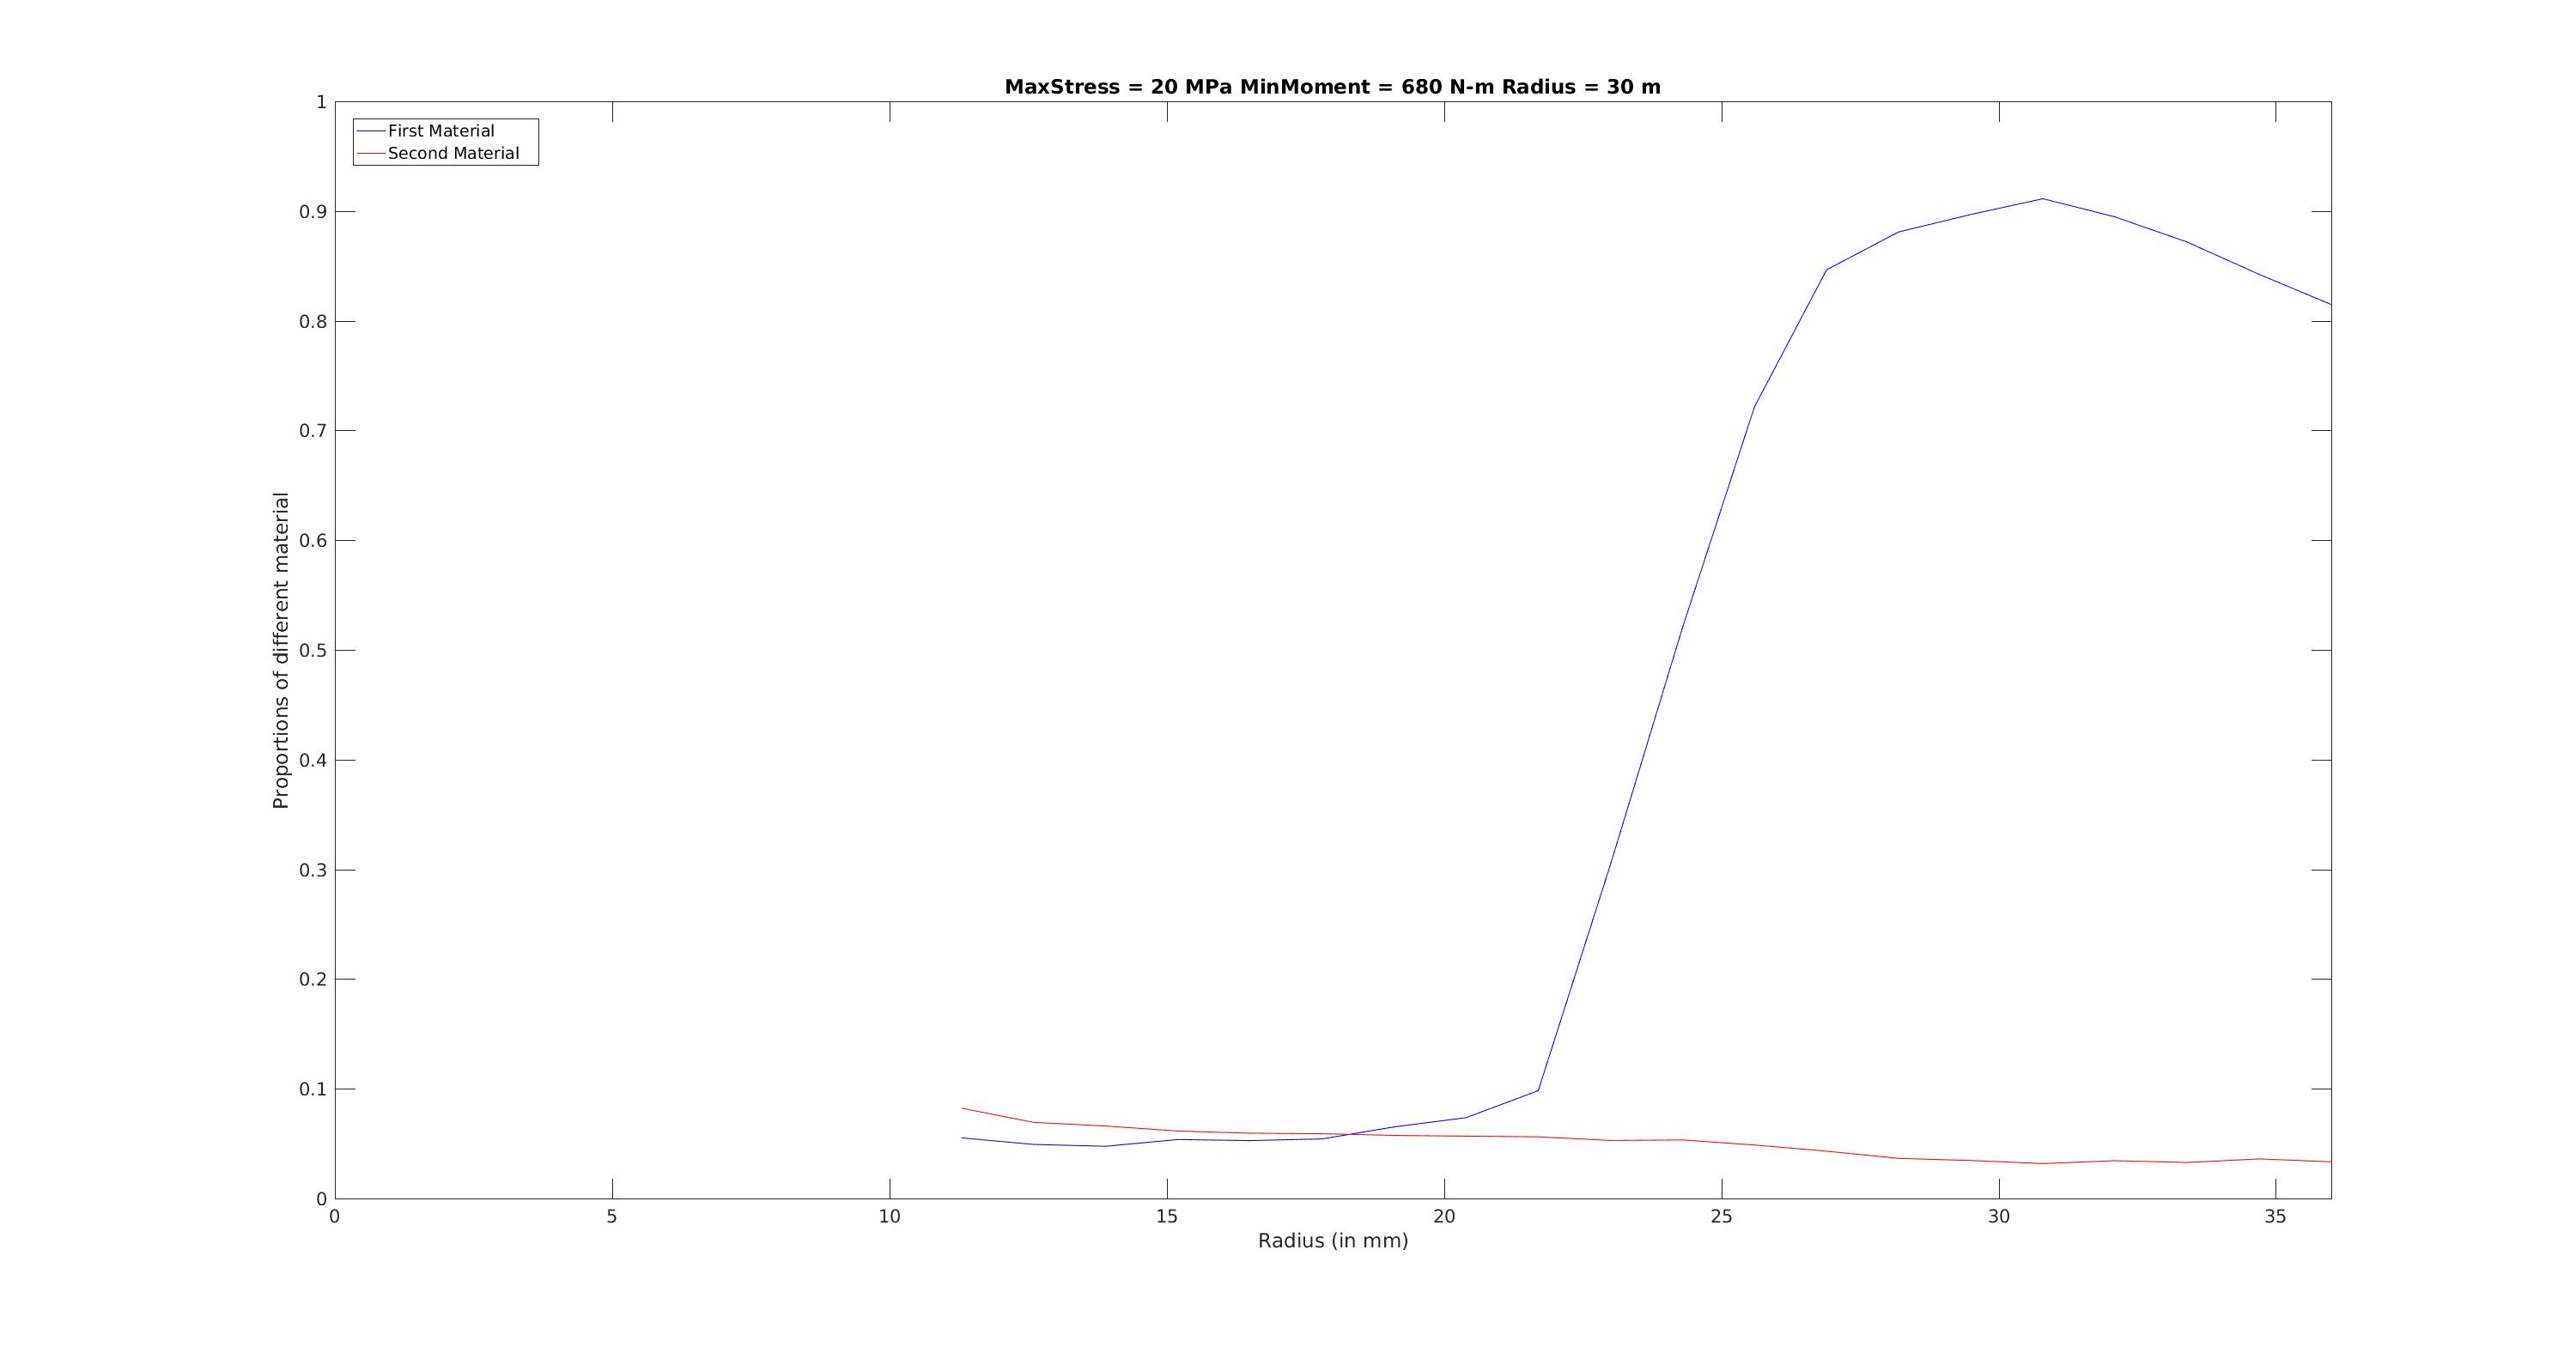 MaxStress = 20 MPa MinMoment = 680 N-m Radius = 30 m
First Material
Second Material
Proportions of different material
1
0.9
0.8
0.7
0.6
0.5
0.4
0.3
0.2
0.1
0
0 5 10 15 20 25 30 35
Radius (in mm)